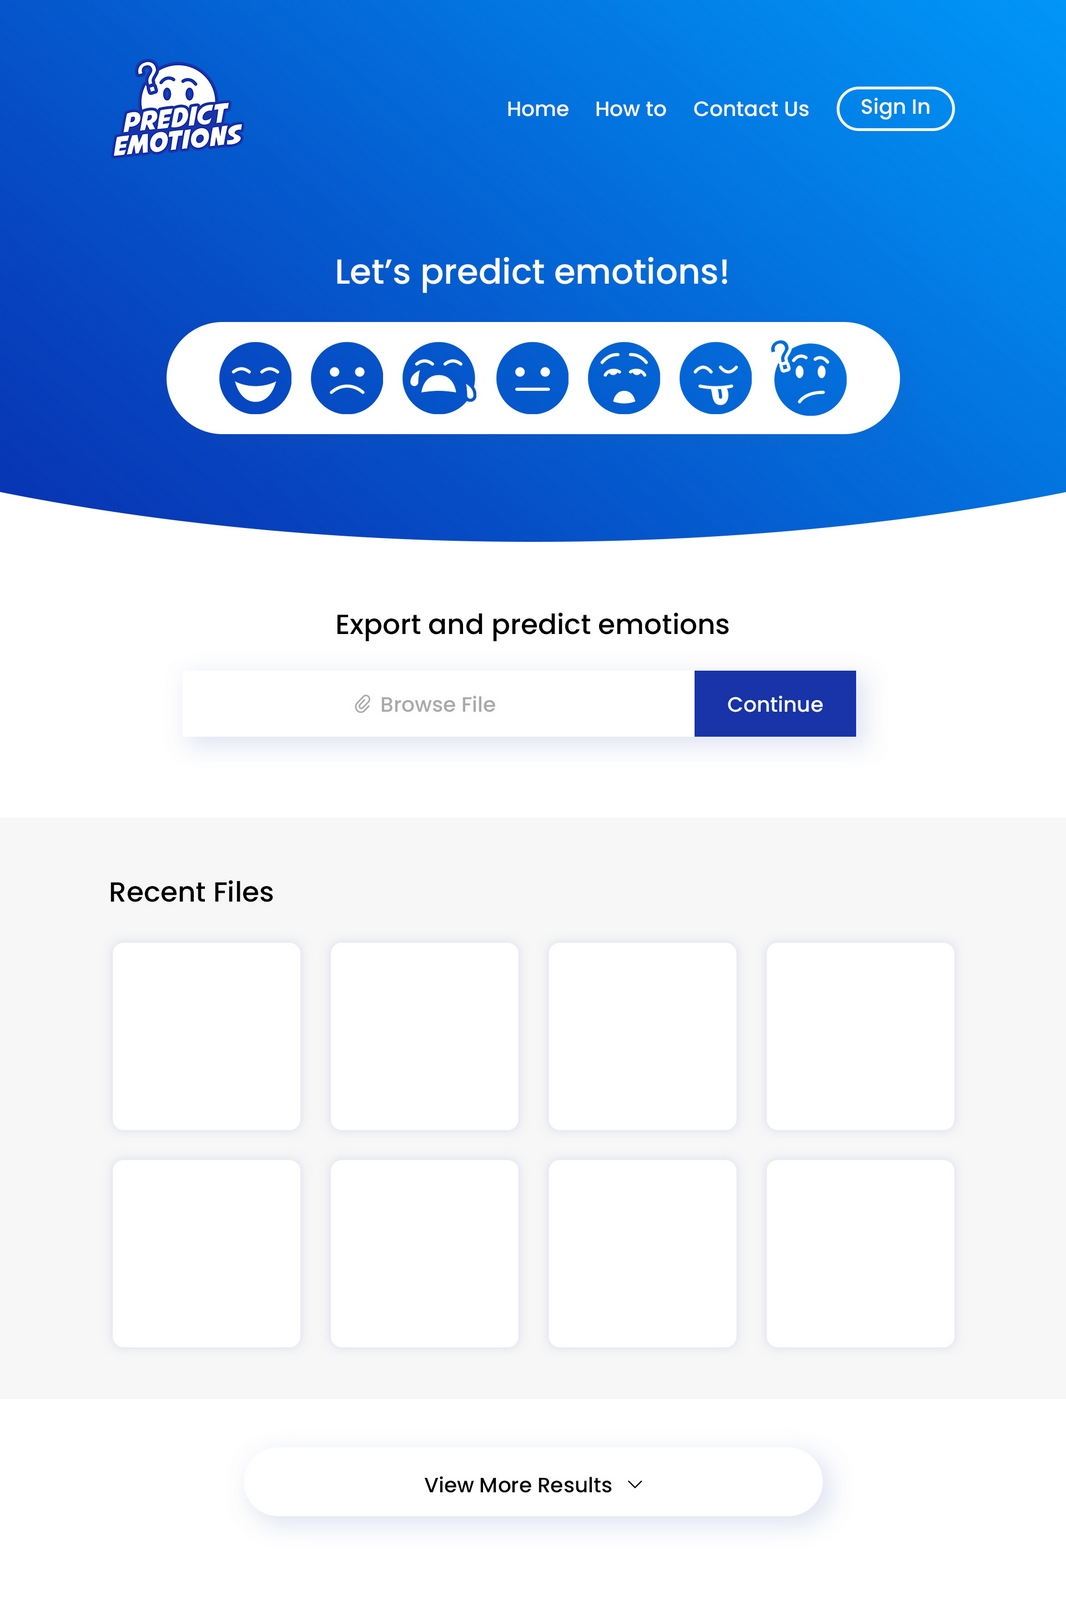 ?
PREDICT
EMOTIONS
Home How to Contact Us Sign In
Let’s predict emotions!
?
Export and predict emotions
Browse File Continue
Recent Files
View More Results